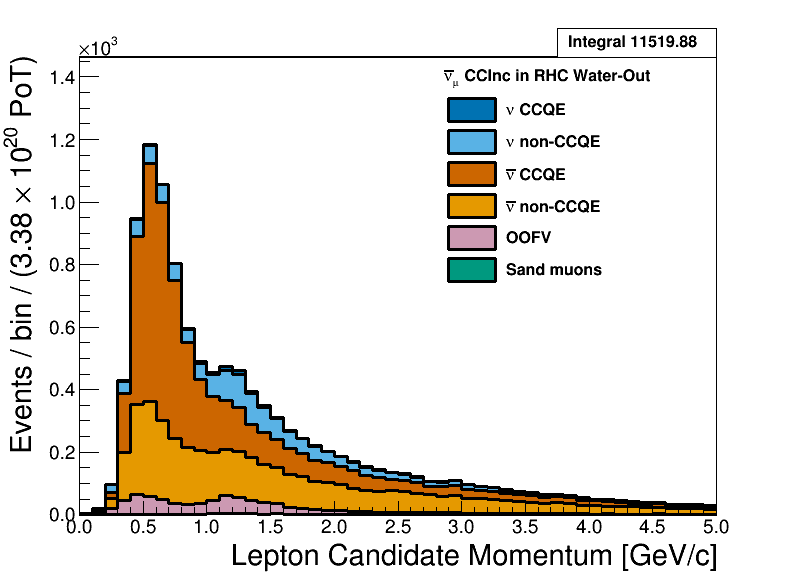 Integral 11519.88
×10³
ν̅μ CCInc in RHC Water-Out
ν CCQE
ν non-CCQE
ν̅ CCQE
ν̅ non-CCQE
OOFV
Sand muons
Events / bin / (3.38 × 10²⁰ PoT)
1.4
1.2
1.0
0.8
0.6
0.4
0.2
0.0
0.0 0.5 1.0 1.5 2.0 2.5 3.0 3.5 4.0 4.5 5.0
Lepton Candidate Momentum [GeV/c]